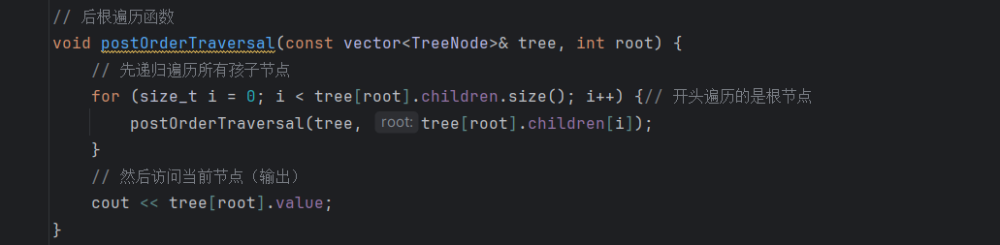 // 后根遍历函数
void postOrderTraversal(const vector<TreeNode>& tree, int root) {
    // 先递归遍历所有孩子节点
    for (size_t i = 0; i < tree[root].children.size(); i++) {// 开头遍历的是根节点
        postOrderTraversal(tree, root: tree[root].children[i]);
    }
    // 然后访问当前节点（输出）
    cout << tree[root].value;
}